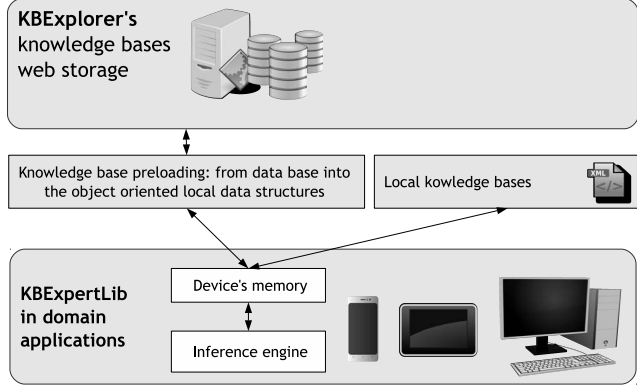 KBExplorer's
knowledge bases
web storage
Knowledge base preloading: from data base into
the object oriented local data structures
Local kowledge bases
XML
</>
KBExpertLib
in domain
applications
Device's memory
Inference engine